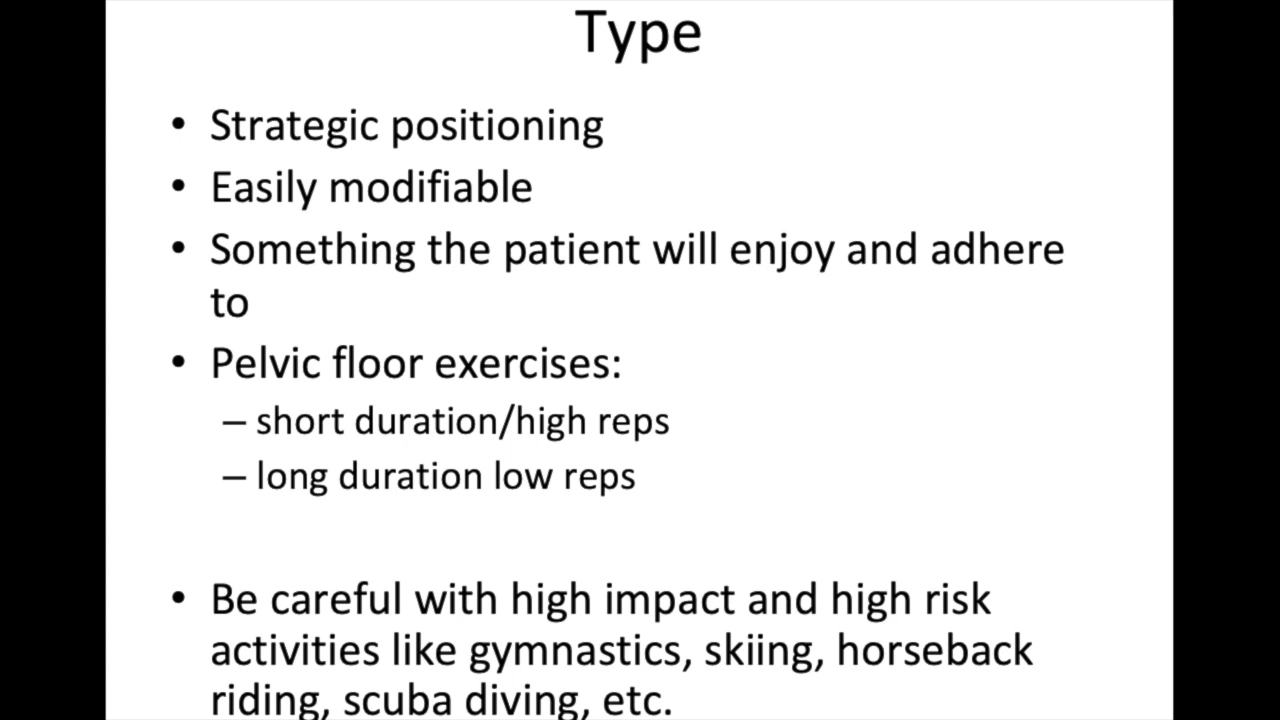 Type
• Strategic positioning
• Easily modifiable
• Something the patient will enjoy and adhere
to
• Pelvic floor exercises:
– short duration/high reps
– long duration low reps
• Be careful with high impact and high risk
activities like gymnastics, skiing, horseback
riding, scuba diving, etc.